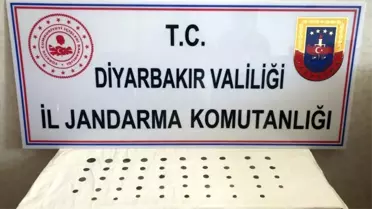 T.C.
DİYARBAKIR VALİLİĞİ
İL JANDARMA KOMUTANLIĞI